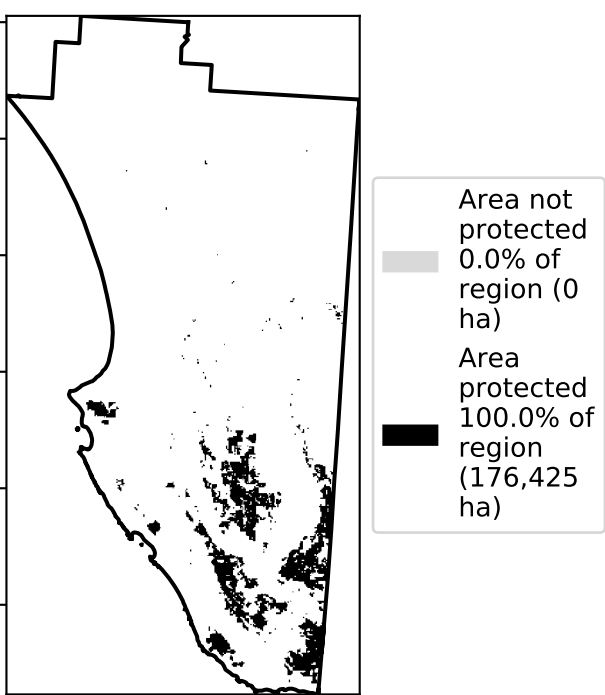 Area not
protected
0.0% of
region (0
ha)
Area
protected
100.0% of
region
(176,425
ha)